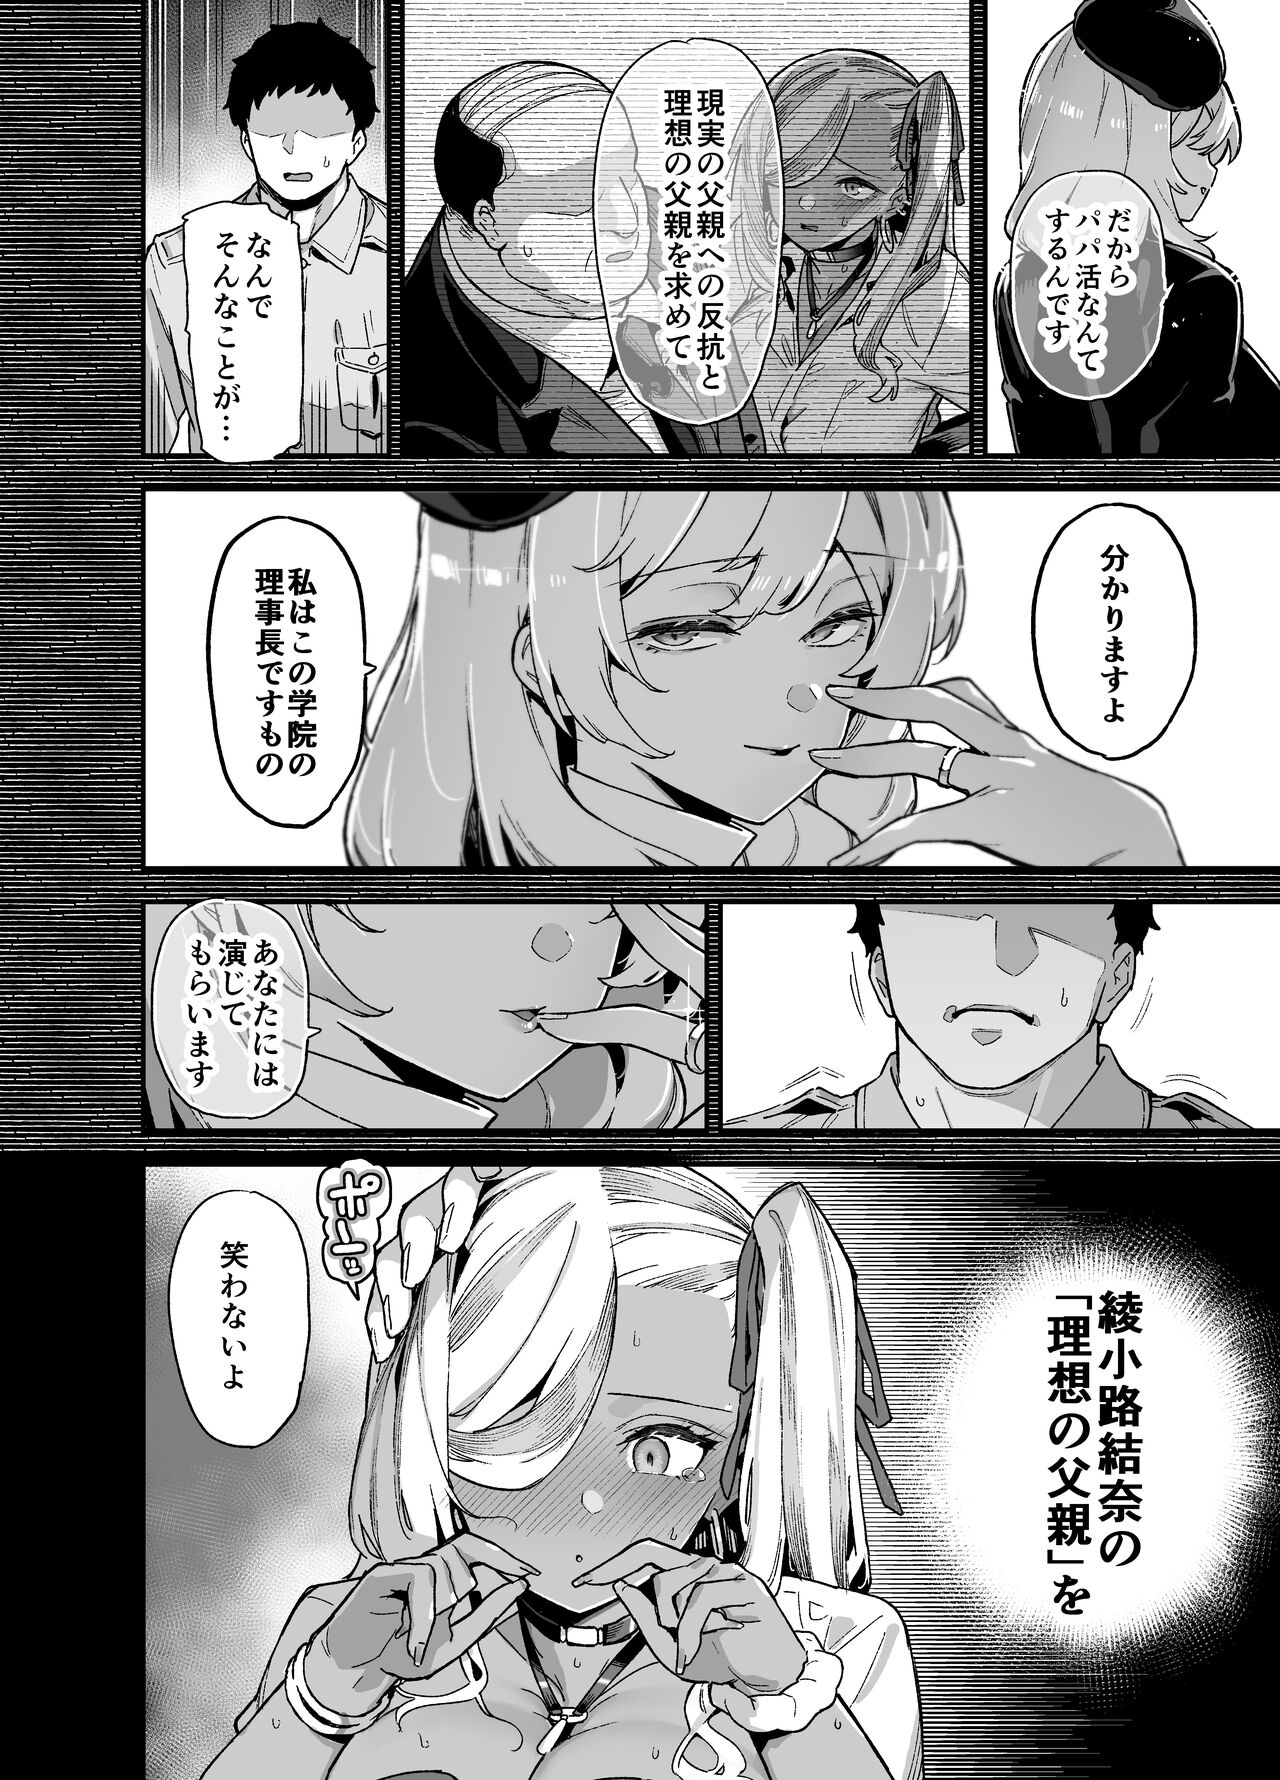 だから
パパ活なんて
するんです
現実の父親への反抗と
理想の父親を求めて
なんで
そんなことが…
分かりますよ
私はこの学院の
理事長ですもの
あなたには
演じて
もらいます
綾小路結奈の
「理想の父親」を
ポーッ
笑わないよ